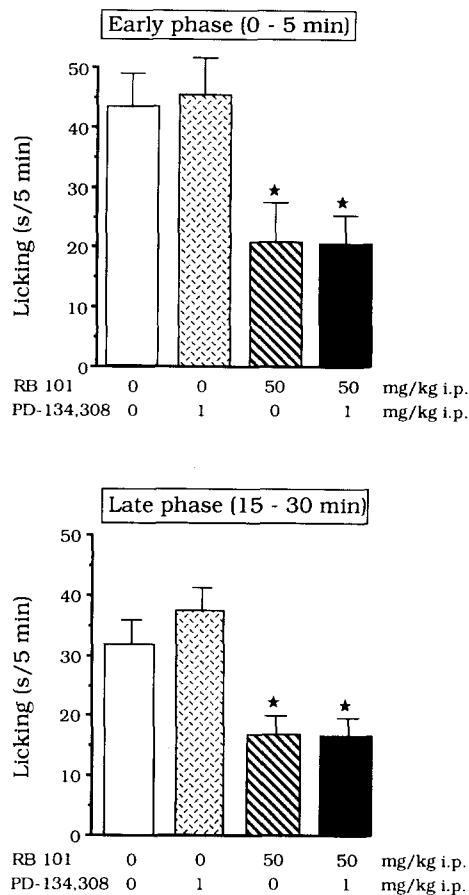 Early phase (0 - 5 min)
50
40
30
20
10
0
Licking (s/5 min)
★
★
RB 101 0 0 50 50 mg/kg i.p.
PD-134,308 0 1 0 1 mg/kg i.p.
Late phase (15 - 30 min)
50
40
30
20
10
0
Licking (s/5 min)
★
★
RB 101 0 0 50 50 mg/kg i.p.
PD-134,308 0 1 0 1 mg/kg i.p.